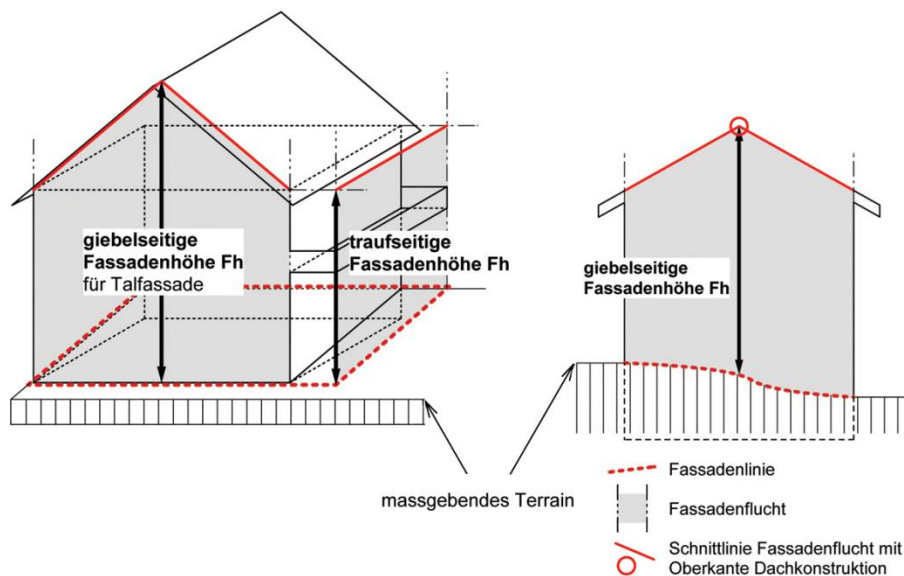 giebelseitige
Fassadenhöhe Fh
für Talfassade
traufseitige
Fassadenhöhe Fh
giebelseitige
Fassadenhöhe Fh
massgebendes Terrain
Fassadenlinie
Fassadenflucht
Schnittlinie Fassadenflucht mit
Oberkante Dachkonstruktion